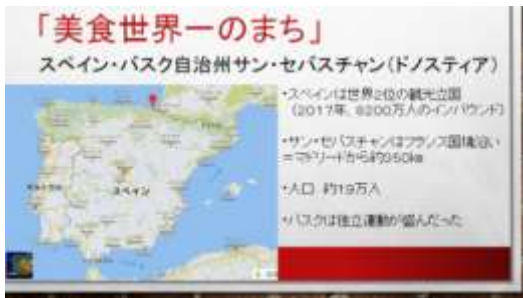 「美食世界一のまち」
スペイン・バスク自治州サン・セバスチャン(ドノスティア)
・スペインは世界2位の観光立国
(2017年、8200万人のインバウンド)
・サン・セバスチャンはフランス国境沿い
=マドリードから約350km
・人口 約19万人
・バスクは独立運動が盛んだった
スペイン